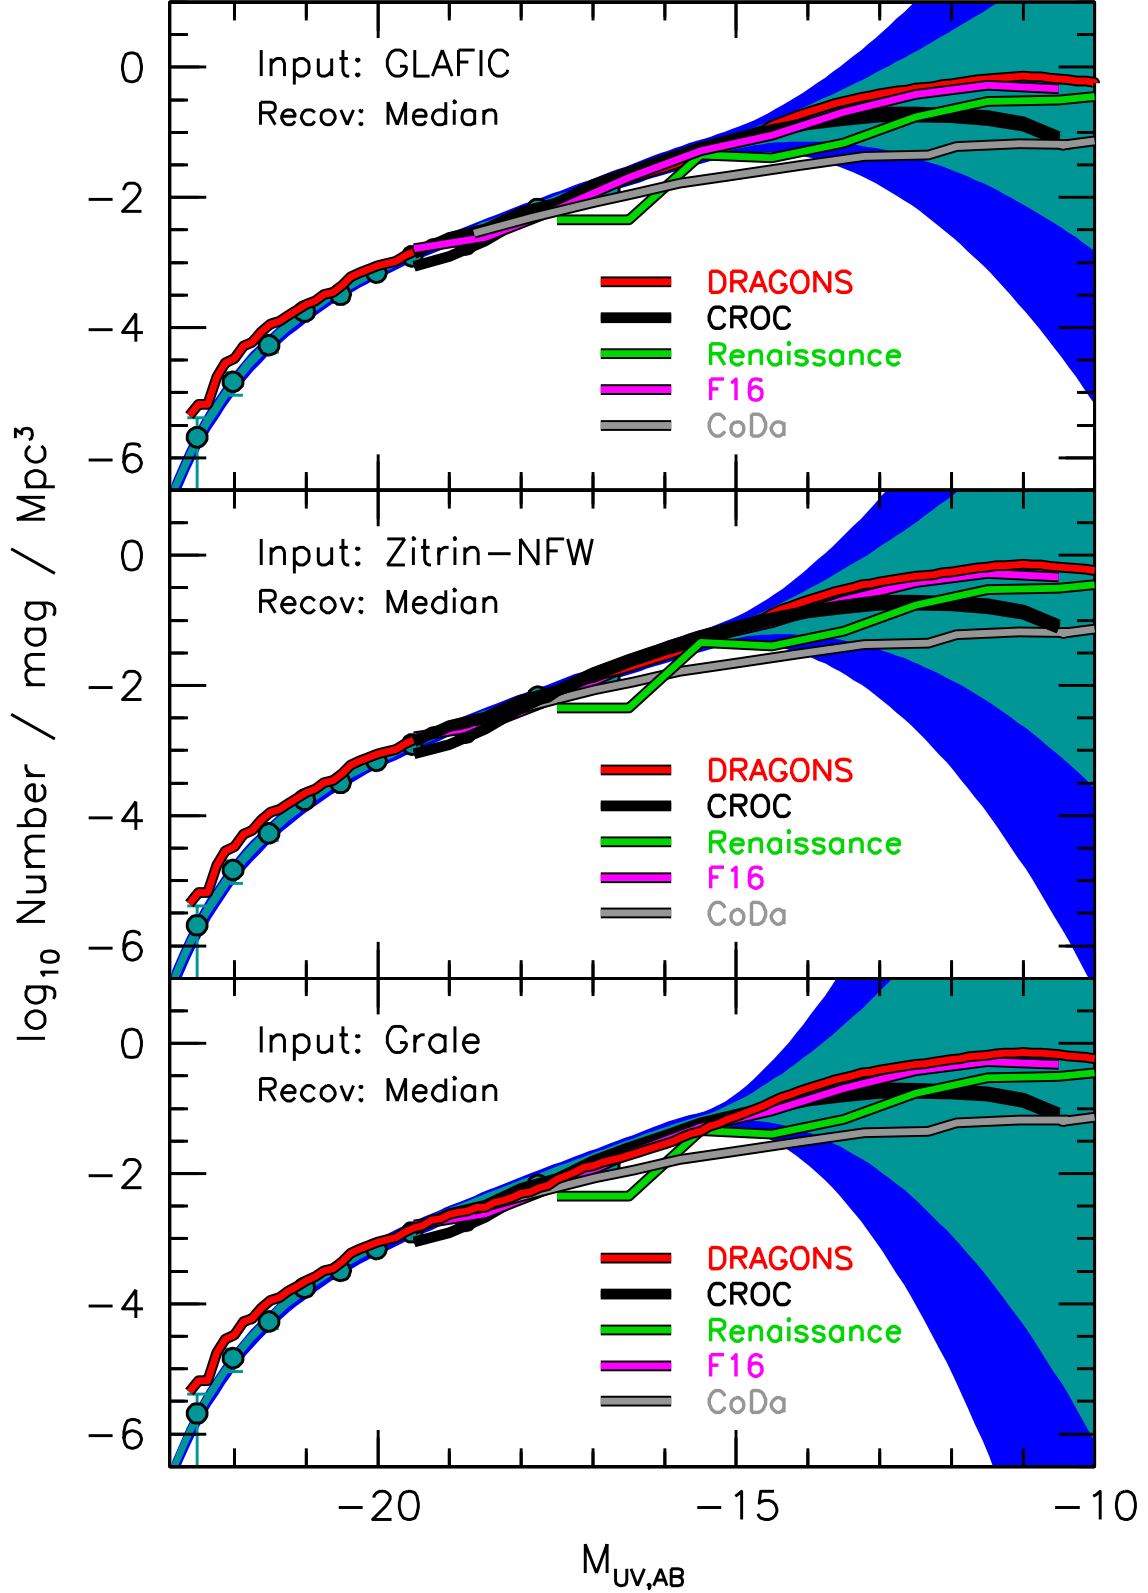 Input: GLAFIC
Recov: Median
0
−2
−4
−6
DRAGONS
CROC
Renaissance
F16
CoDa
Input: Zitrin−NFW
Recov: Median
0
−2
−4
−6
DRAGONS
CROC
Renaissance
F16
CoDa
Input: Grale
Recov: Median
0
−2
−4
−6
DRAGONS
CROC
Renaissance
F16
CoDa
log₁₀ Number / mag / Mpc³
−20 −15 −10
M_UV,AB